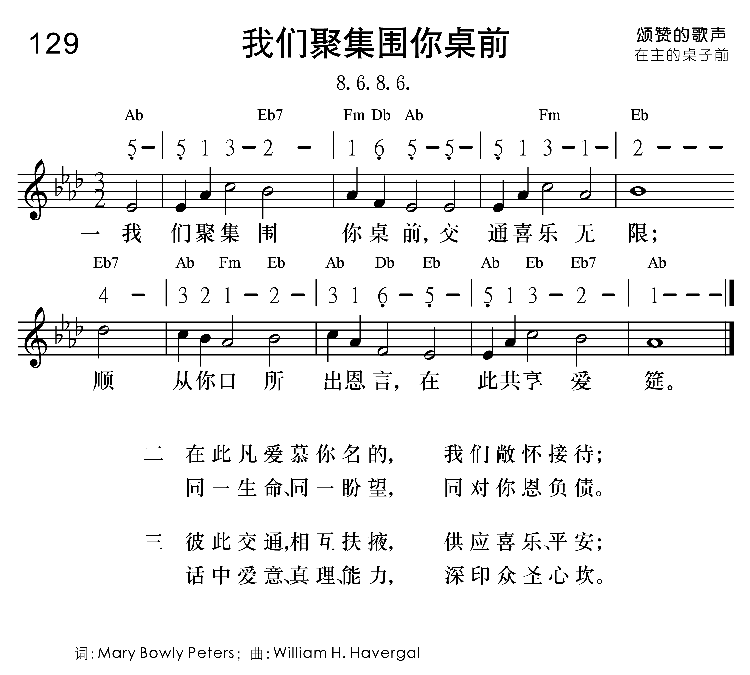 129
我们聚集围你桌前
颂赞的歌声
在主的桌子前
8. 6. 8. 6.
Ab Eb7 Fm Db Ab Fm Eb
5 – | 5 1 3 – 2 – | 1 6 5 – 5 – | 5 1 3 – 1 – | 2 – – –
3
2
一 我 们聚集 围 你桌 前, 交 通喜乐 无 限;
Eb7 Ab Fm Eb Ab Db Eb Ab Eb Eb7 Ab
4 – | 3 2 1 – 2 – | 3 1 6 – 5 – | 5 1 3 – 2 – | 1 – – –
顺 从你口 所 出恩言, 在 此共享 爱 筵。
二 在此凡爱慕你名的, 我们敞怀接待;
同一生命、同一盼望, 同对你恩负债。
三 彼此交通,相互扶掖, 供应喜乐、平安;
话中爱意、真理、能力, 深印众圣心坎。
词: Mary Bowly Peters; 曲: William H. Havergal